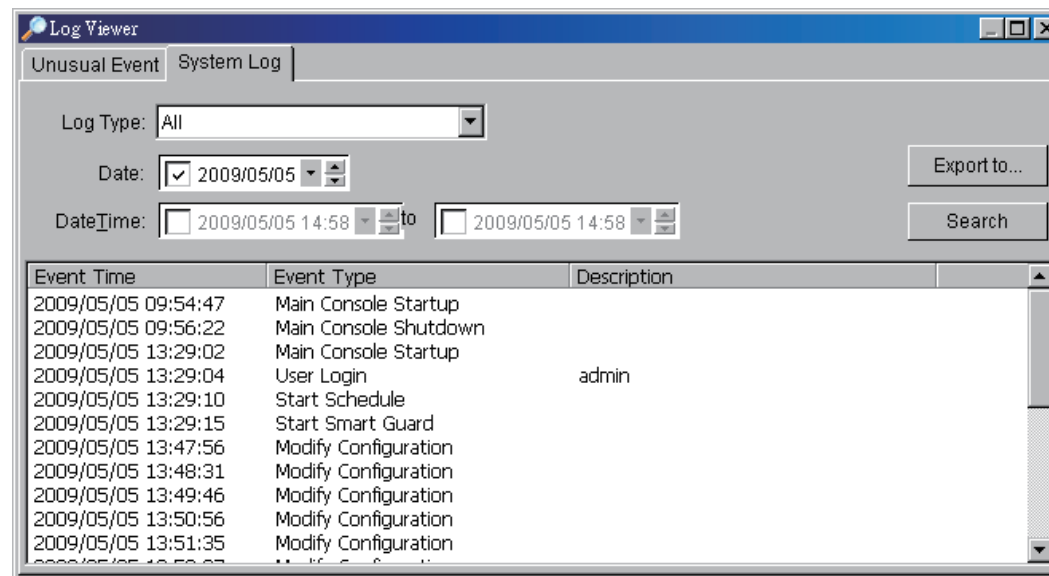 Log Viewer
Unusual Event System Log
Log Type: All
Date: 2009/05/05
Export to...
DateTime: 2009/05/05 14:58 to 2009/05/05 14:58
Search
Event Time Event Type Description
2009/05/05 09:54:47 Main Console Startup
2009/05/05 09:56:22 Main Console Shutdown
2009/05/05 13:29:02 Main Console Startup
2009/05/05 13:29:04 User Login admin
2009/05/05 13:29:10 Start Schedule
2009/05/05 13:29:15 Start Smart Guard
2009/05/05 13:47:56 Modify Configuration
2009/05/05 13:48:31 Modify Configuration
2009/05/05 13:49:46 Modify Configuration
2009/05/05 13:50:56 Modify Configuration
2009/05/05 13:51:35 Modify Configuration